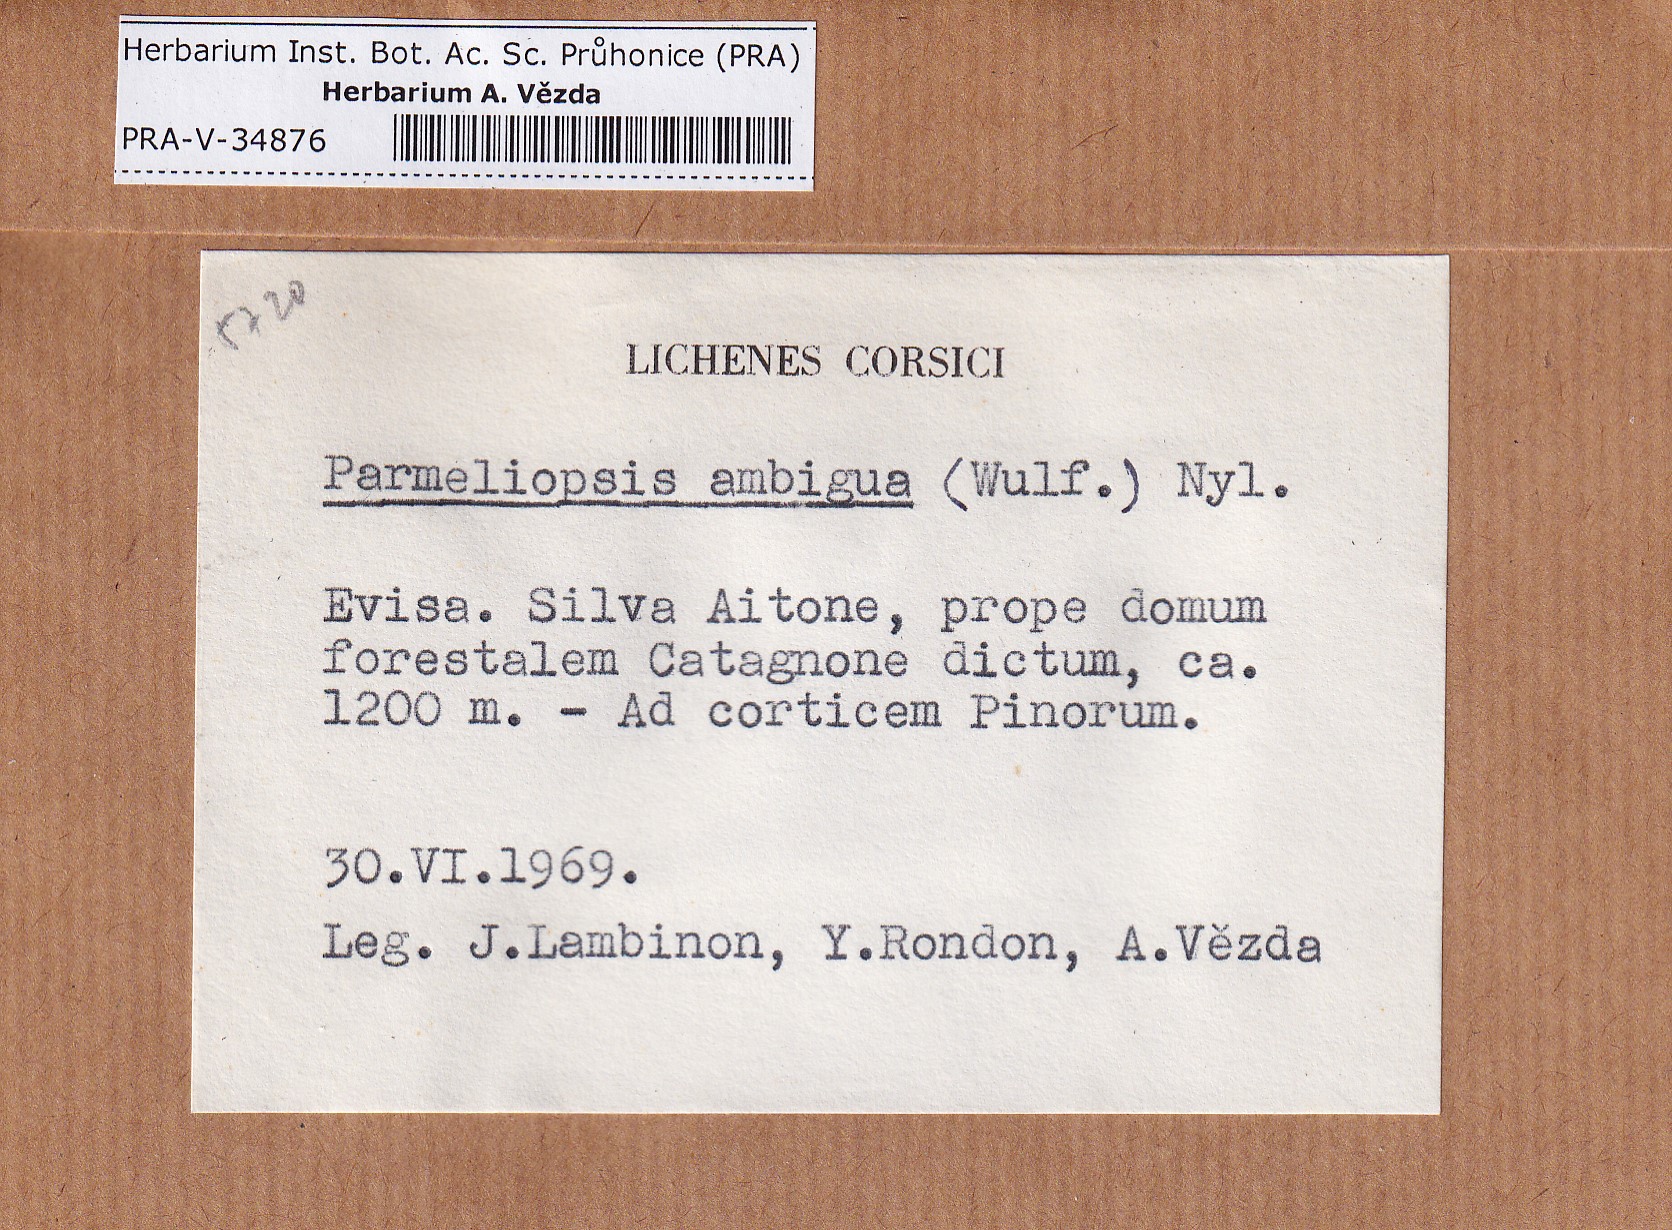 Herbarium Inst. Bot. Ac. Sc. Průhonice (PRA)
Herbarium A. Vězda
PRA-V-34876
5720
LICHENES CORSICI
Parmeliopsis ambigua (Wulf.) Nyl.
Evisa. Silva Aitone, prope domum
forestalem Catagnone dictum, ca.
1200 m. - Ad corticem Pinorum.
30.VI.1969.
Leg. J.Lambinon, Y.Rondon, A.Vězda